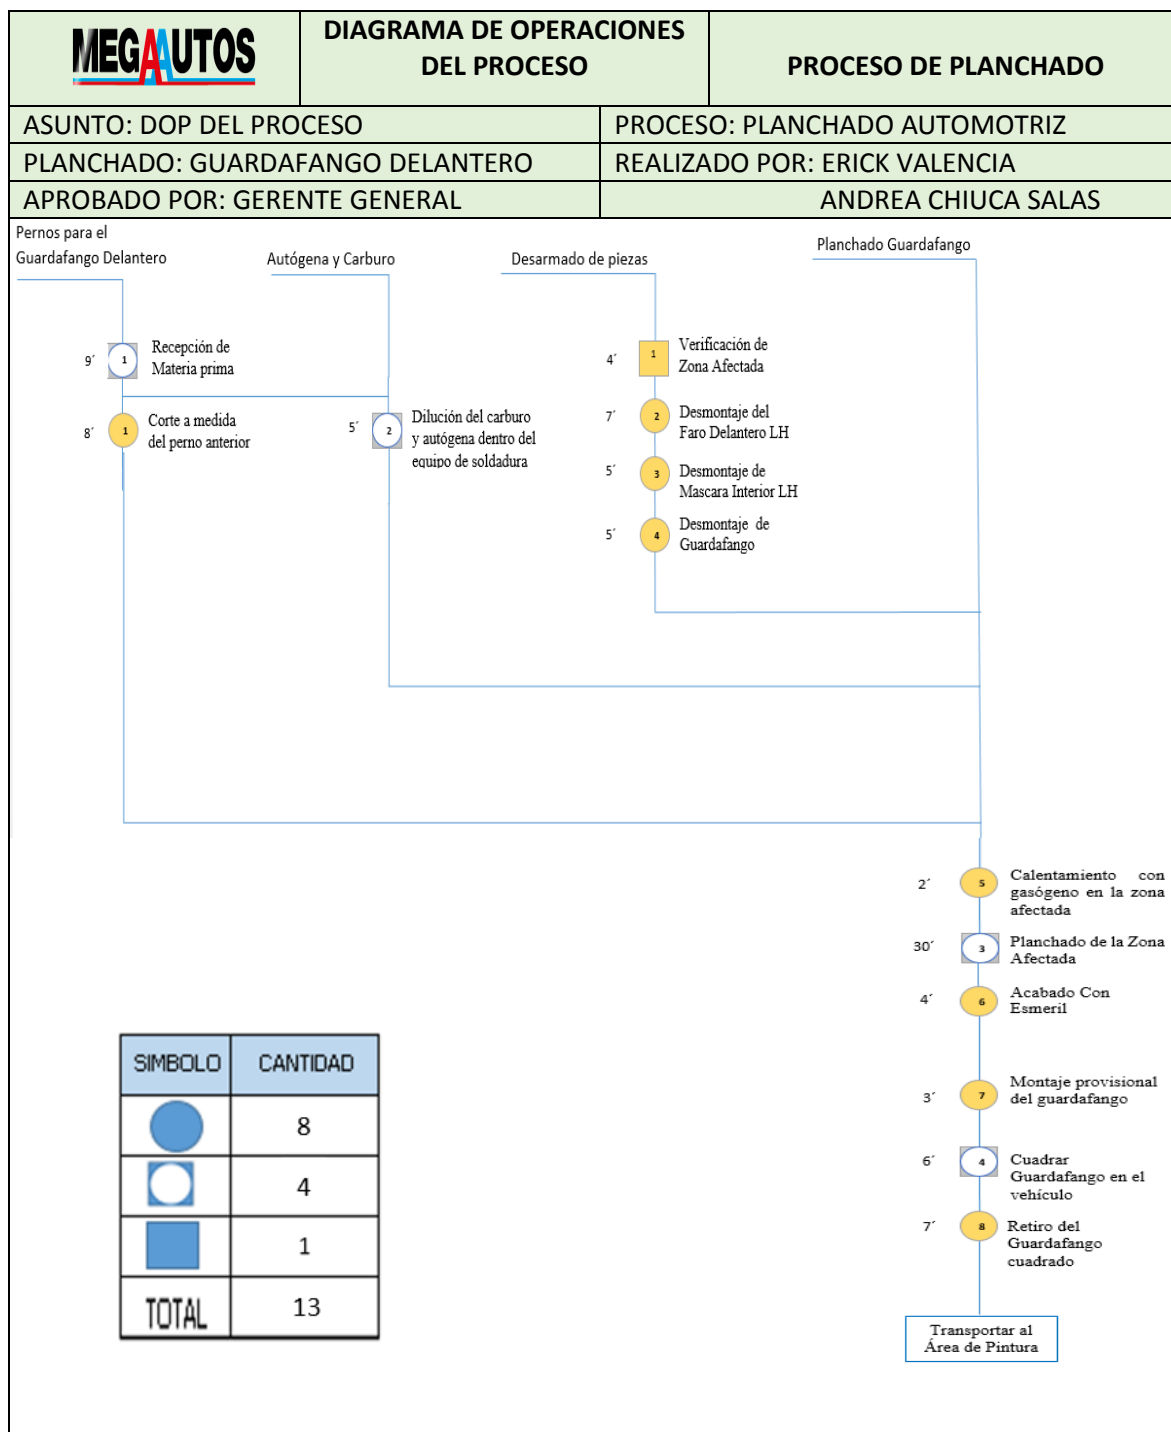 MEGAAUTOS
DIAGRAMA DE OPERACIONES
DEL PROCESO
PROCESO DE PLANCHADO
ASUNTO: DOP DEL PROCESO
PROCESO: PLANCHADO AUTOMOTRIZ
PLANCHADO: GUARDAFANGO DELANTERO
REALIZADO POR: ERICK VALENCIA
APROBADO POR: GERENTE GENERAL
ANDREA CHIUCA SALAS
Pernos para el
Guardafango Delantero
Autógena y Carburo
Desarmado de piezas
Planchado Guardafango
9´
1
Recepción de
Materia prima
8´
1
Corte a medida
del perno anterior
5´
2
Dilución del carburo
y autógena dentro del
equipo de soldadura
4´
1
Verificación de
Zona Afectada
7´
2
Desmontaje del
Faro Delantero LH
5´
3
Desmontaje de
Mascara Interior LH
5´
4
Desmontaje de
Guardafango
2´
5
Calentamiento con
gasógeno en la zona
afectada
30´
3
Planchado de la Zona
Afectada
4´
6
Acabado Con
Esmeril
3´
7
Montaje provisional
del guardafango
6´
4
Cuadrar
Guardafango en el
vehículo
7´
8
Retiro del
Guardafango
cuadrado
Transportar al
Área de Pintura
SIMBOLO CANTIDAD
8
4
1
TOTAL 13